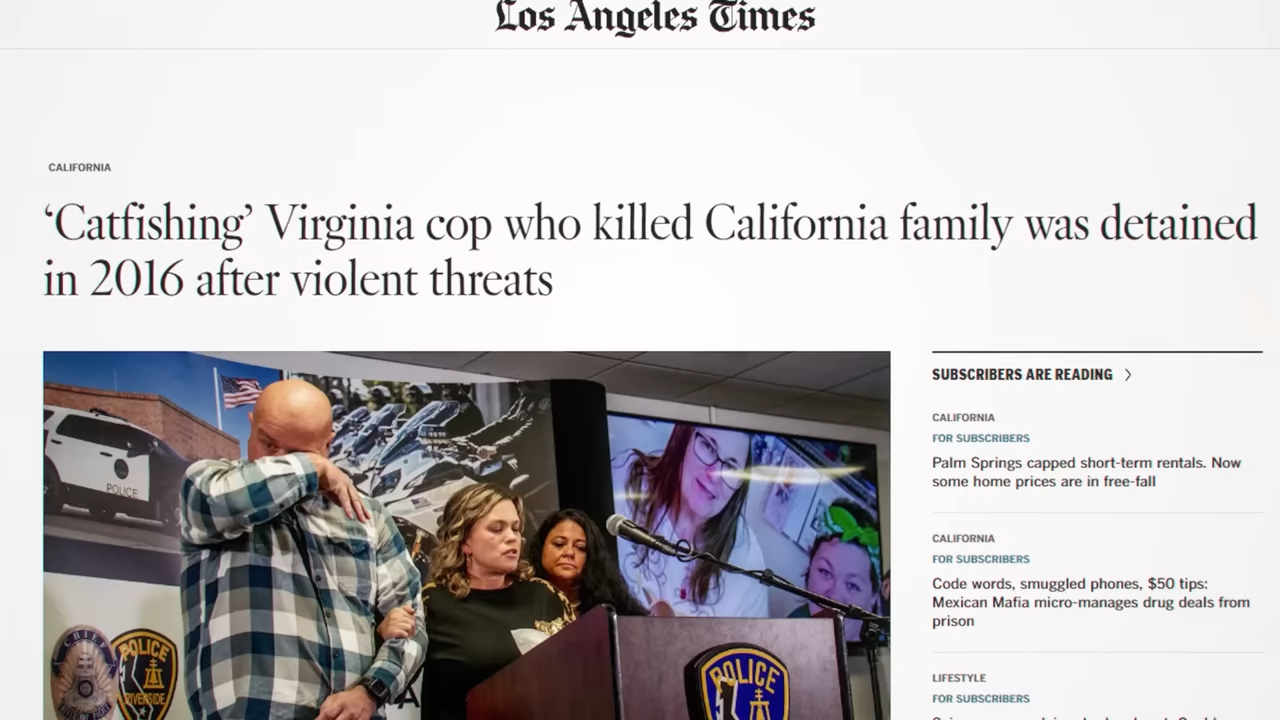 Los Angeles Times
CALIFORNIA
‘Catfishing’ Virginia cop who killed California family was detained
in 2016 after violent threats
POLICE
CHIEF
POLICE
RIVERSIDE
POLICE
SUBSCRIBERS ARE READING >
CALIFORNIA
FOR SUBSCRIBERS
Palm Springs capped short-term rentals. Now
some home prices are in free-fall
CALIFORNIA
FOR SUBSCRIBERS
Code words, smuggled phones, $50 tips:
Mexican Mafia micro-manages drug deals from
prison
LIFESTYLE
FOR SUBSCRIBERS